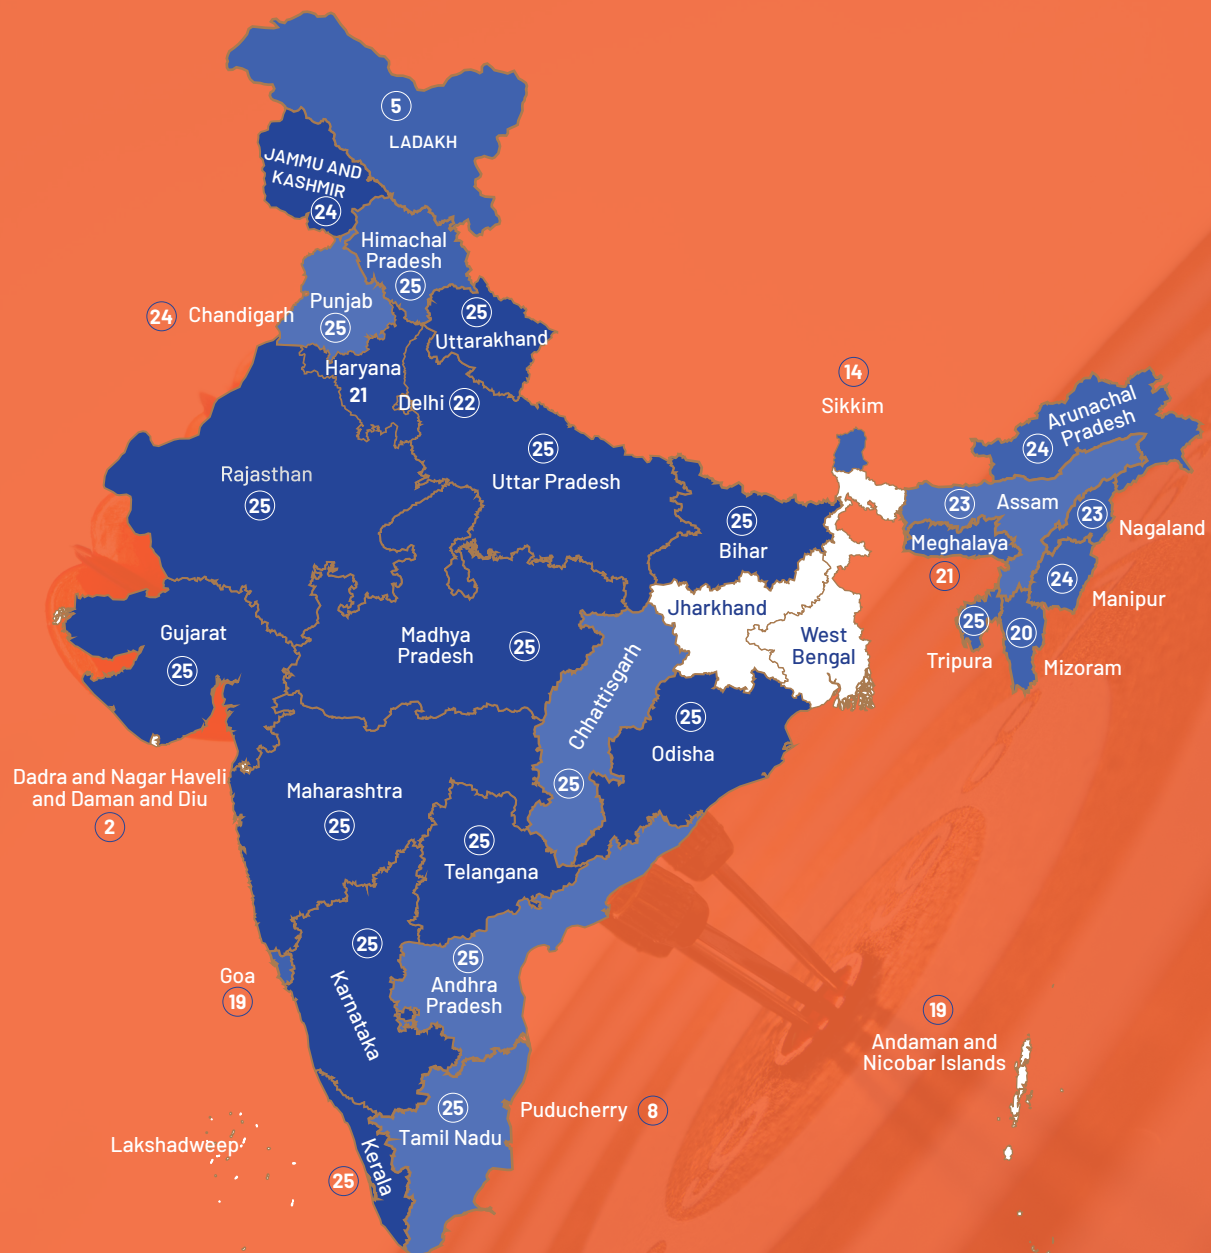 5
LADAKH
JAMMU AND
KASHMIR
24
Himachal
Pradesh
25
Punjab
25
24 Chandigarh
25
Uttarakhand
Haryana
21
Delhi 22
14
Sikkim
Arunachal
Pradesh
24
25
Uttar Pradesh
Rajasthan
25
25
Bihar
23 Assam
23
Nagaland
Meghalaya
21
24
Manipur
Jharkhand
West
Bengal
25
Tripura
20
Mizoram
Gujarat
25
Madhya
Pradesh
25
Chhattisgarh
25
25
Odisha
Dadra and Nagar Haveli
and Daman and Diu
2
Maharashtra
25
25
Telangana
25
Karnataka
25
Andhra
Pradesh
Goa
19
19
Andaman and
Nicobar Islands
25
Tamil Nadu
Puducherry 8
Lakshadweep
Kerala
25